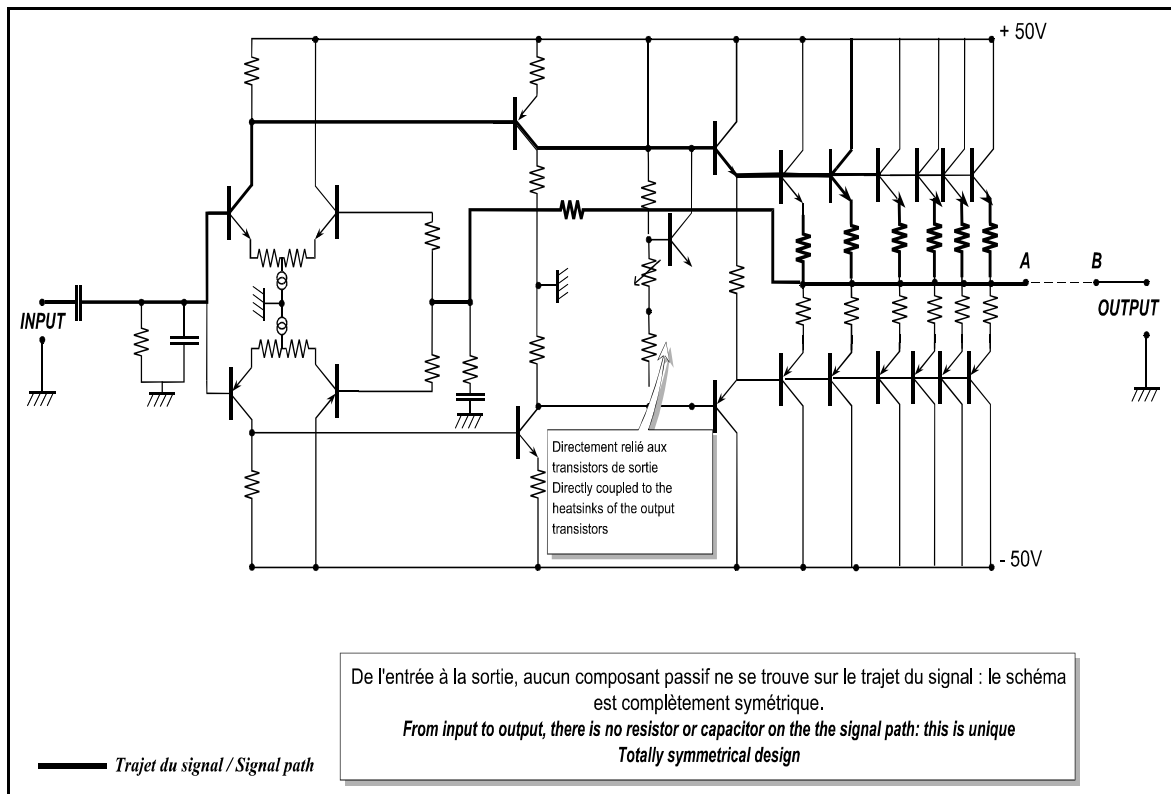 + 50V
A
B
INPUT
OUTPUT
Directement relié aux
transistors de sortie
Directly coupled to the
heatsinks of the output
transistors
- 50V
De l'entrée à la sortie, aucun composant passif ne se trouve sur le trajet du signal : le schéma
est complètement symétrique.
From input to output, there is no resistor or capacitor on the the signal path: this is unique
Totally symmetrical design
Trajet du signal / Signal path